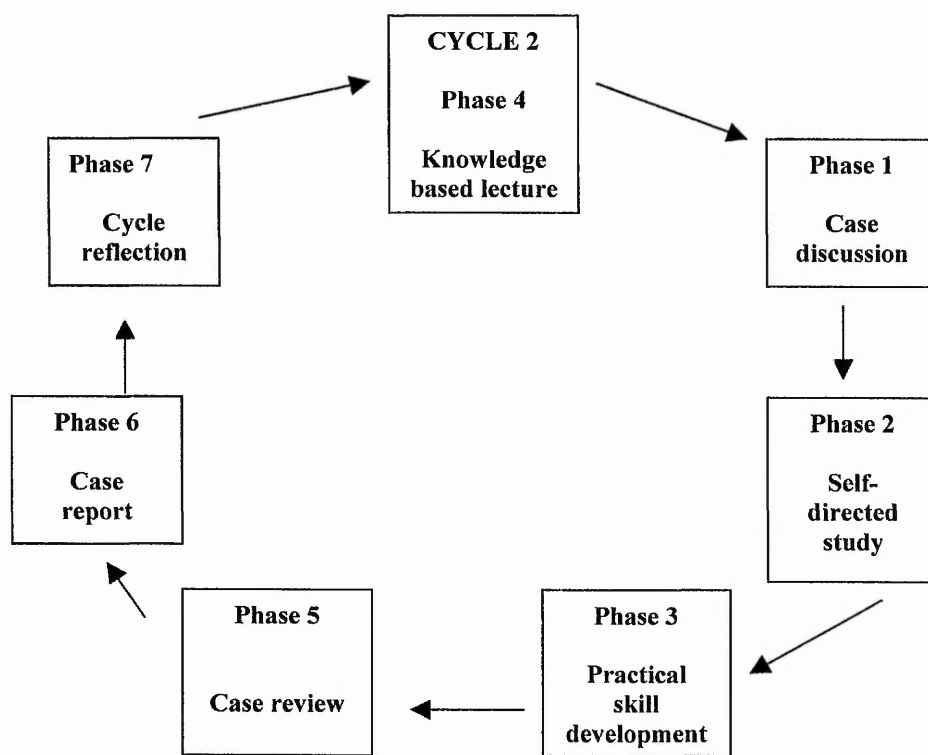 CYCLE 2
Phase 4
Knowledge
based lecture
Phase 1
Case
discussion
Phase 2
Self-
directed
study
Phase 3
Practical
skill
development
Phase 5
Case review
Phase 6
Case
report
Phase 7
Cycle
reflection